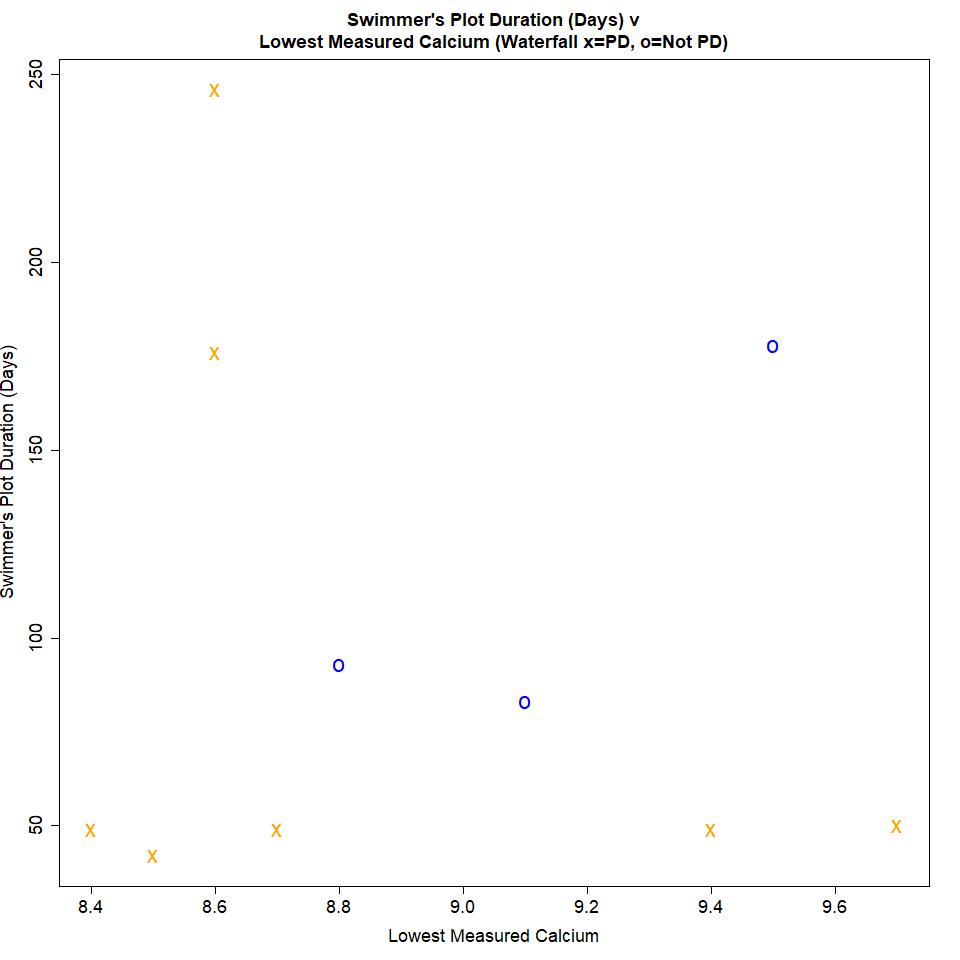 Swimmer's Plot Duration (Days) v
Lowest Measured Calcium (Waterfall x=PD, o=Not PD)
Swimmer's Plot Duration (Days)
250
200
150
100
50
X
X
O
O
O
X
X
X
X
X
8.4 8.6 8.8 9.0 9.2 9.4 9.6
Lowest Measured Calcium